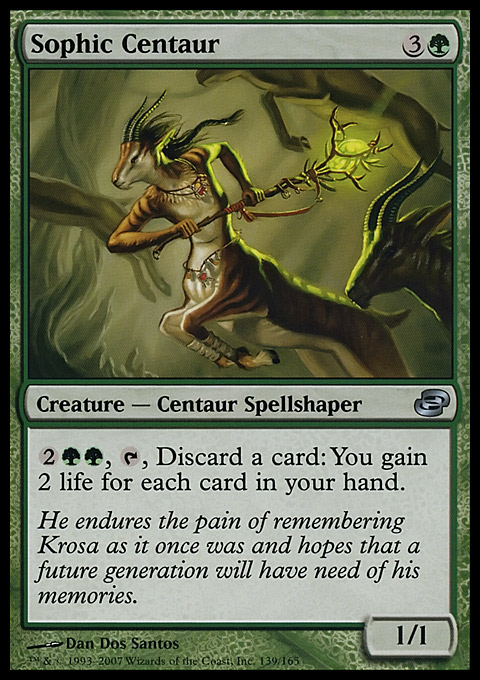 Sophic Centaur 3
Creature — Centaur Spellshaper
2, Discard a card: You gain
2 life for each card in your hand.
He endures the pain of remembering
Krosa as it once was and hopes that a
future generation will have need of his
memories.
Dan Dos Santos
1/1
™ & © 1993–2007 Wizards of the Coast, Inc. 139/165